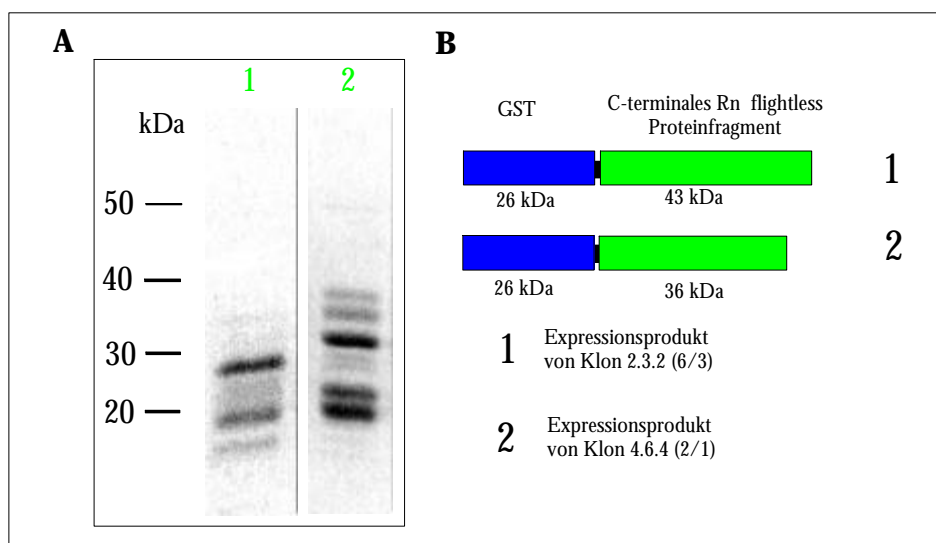 A
1 2
kDa
50
40
30
20
B
GST
C-terminales Rn flightless
Proteinfragment
1
26 kDa 43 kDa
2
26 kDa 36 kDa
1 Expressionsprodukt
von Klon 2.3.2 (6/3)
2 Expressionsprodukt
von Klon 4.6.4 (2/1)